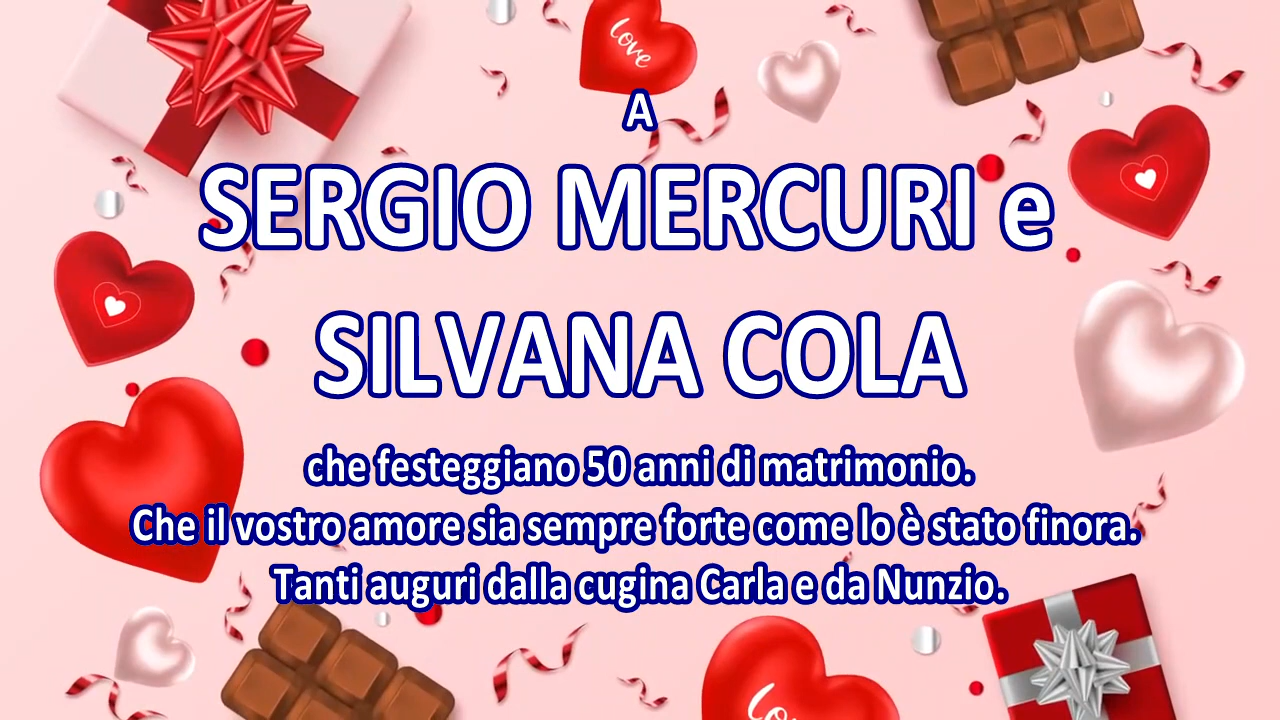 love
A
SERGIO MERCURI e
SILVANA COLA
che festeggiano 50 anni di matrimonio.
Che il vostro amore sia sempre forte come lo è stato finora.
Tanti auguri dalla cugina Carla e da Nunzio.